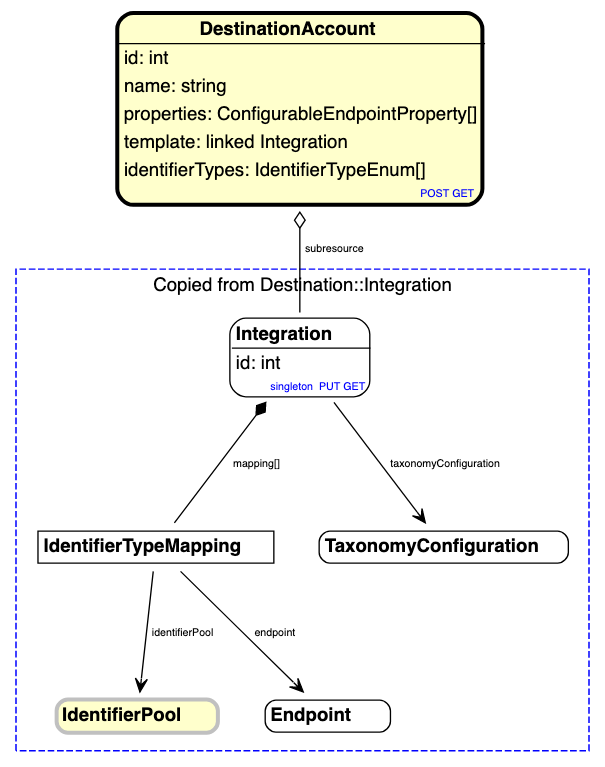 DestinationAccount
id: int
name: string
properties: ConfigurableEndpointProperty[]
template: linked Integration
identifierTypes: IdentifierTypeEnum[]
POST GET
subresource
Copied from Destination::Integration
Integration
id: int
singleton PUT GET
mapping[]
taxonomyConfiguration
IdentifierTypeMapping
TaxonomyConfiguration
identifierPool
endpoint
IdentifierPool
Endpoint